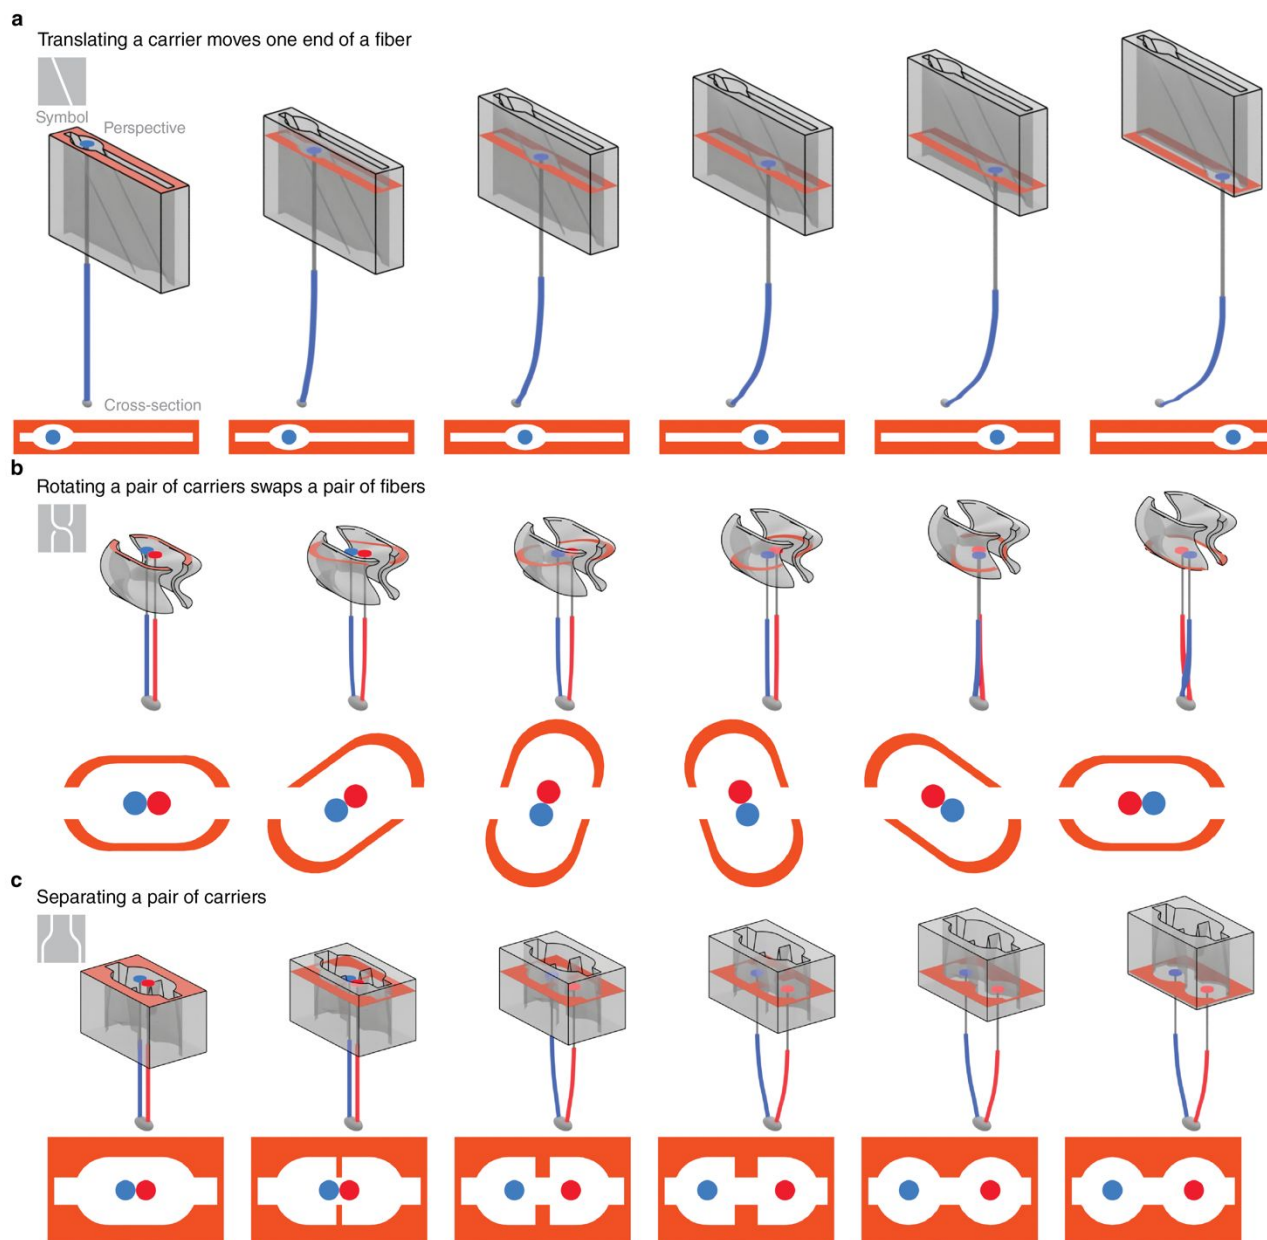 a
Translating a carrier moves one end of a fiber
Symbol
Perspective
Cross-section
b
Rotating a pair of carriers swaps a pair of fibers
c
Separating a pair of carriers